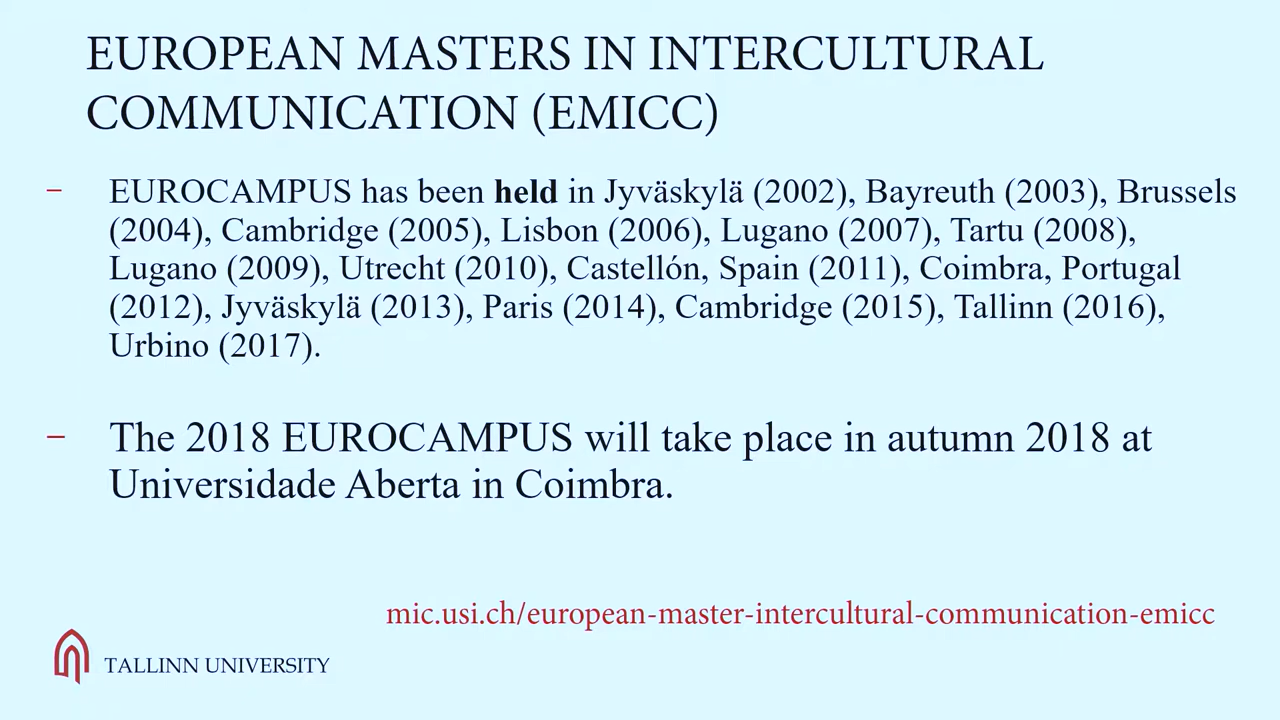 EUROPEAN MASTERS IN INTERCULTURAL
COMMUNICATION (EMICC)
– EUROCAMPUS has been held in Jyväskylä (2002), Bayreuth (2003), Brussels
(2004), Cambridge (2005), Lisbon (2006), Lugano (2007), Tartu (2008),
Lugano (2009), Utrecht (2010), Castellón, Spain (2011), Coimbra, Portugal
(2012), Jyväskylä (2013), Paris (2014), Cambridge (2015), Tallinn (2016),
Urbino (2017).
– The 2018 EUROCAMPUS will take place in autumn 2018 at
Universidade Aberta in Coimbra.
mic.usi.ch/european-master-intercultural-communication-emicc
TALLINN UNIVERSITY